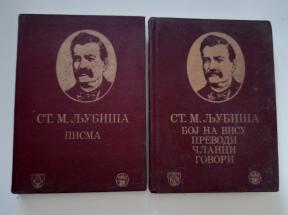 СТ. М. ЉУБИША
ПИСМА
СТ. М. ЉУБИША
БОЈ НА ВИСУ
ПРЕВОДИ
ЧЛАНЦИ
ГОВОРИ